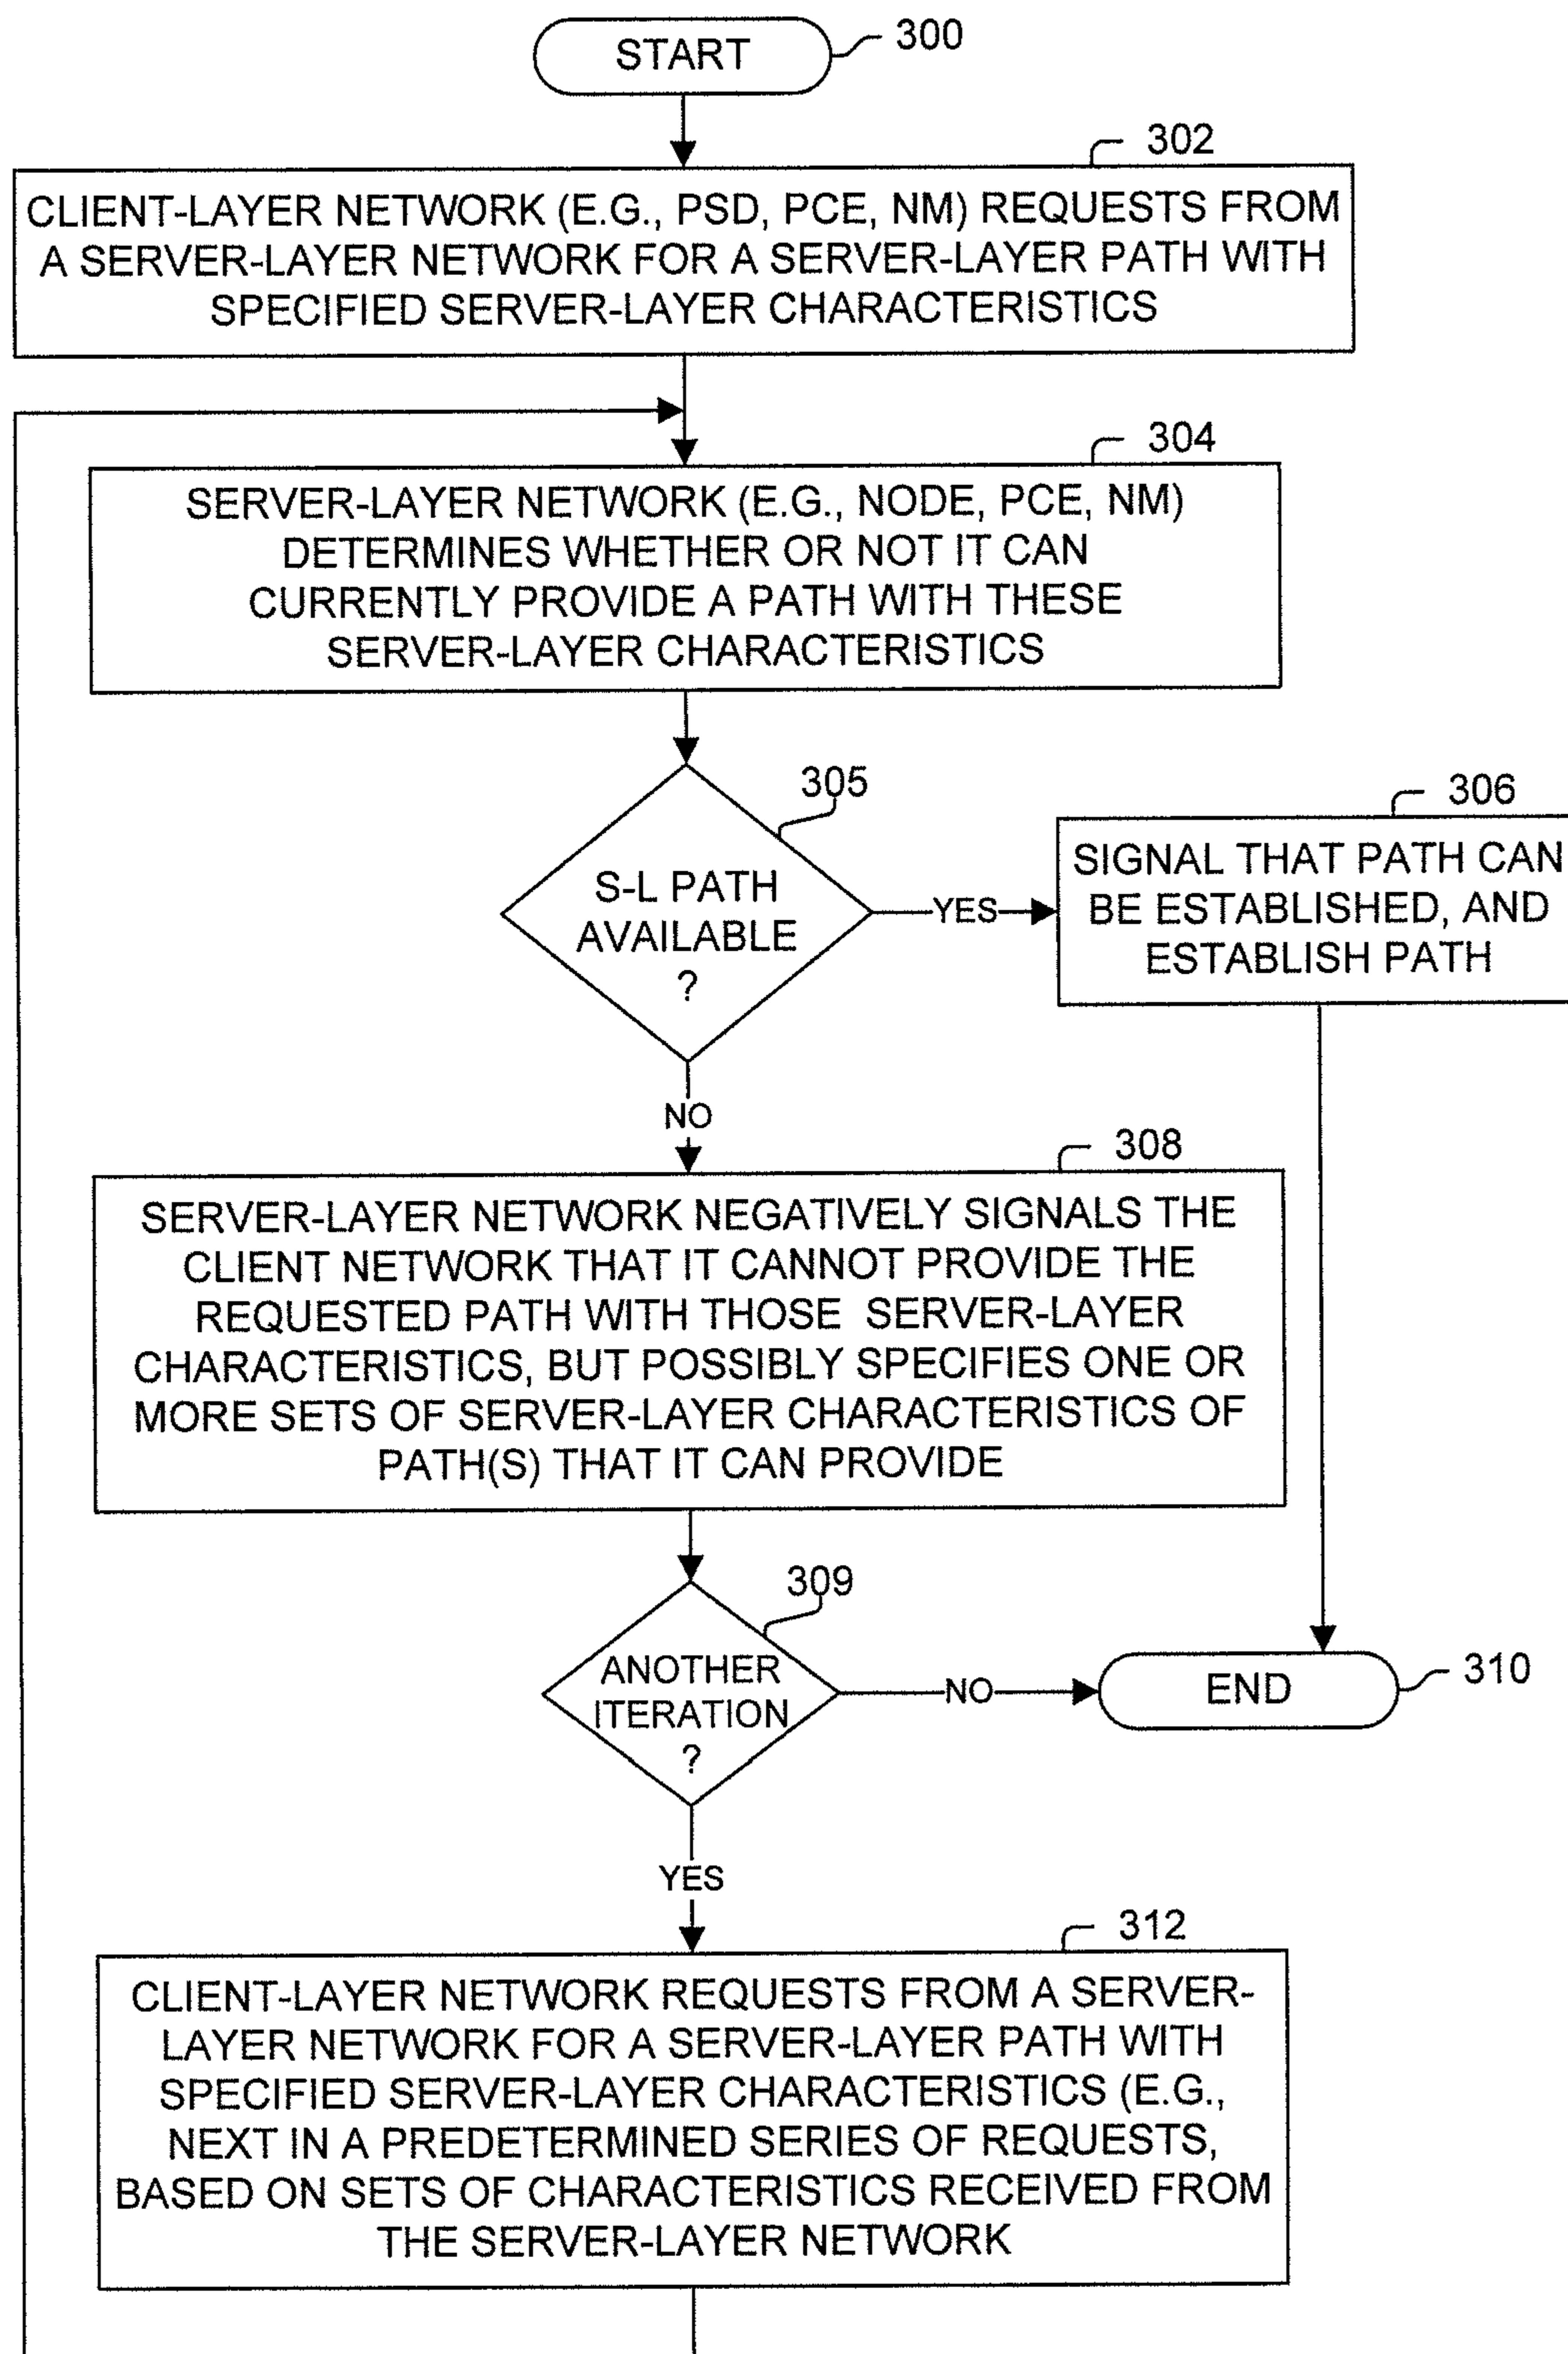 START
300
302
CLIENT-LAYER NETWORK (E.G., PSD, PCE, NM) REQUESTS FROM
A SERVER-LAYER NETWORK FOR A SERVER-LAYER PATH WITH
SPECIFIED SERVER-LAYER CHARACTERISTICS
304
SERVER-LAYER NETWORK (E.G., NODE, PCE, NM)
DETERMINES WHETHER OR NOT IT CAN
CURRENTLY PROVIDE A PATH WITH THESE
SERVER-LAYER CHARACTERISTICS
305
S-L PATH
AVAILABLE
?
YES
306
SIGNAL THAT PATH CAN
BE ESTABLISHED, AND
ESTABLISH PATH
NO
308
SERVER-LAYER NETWORK NEGATIVELY SIGNALS THE
CLIENT NETWORK THAT IT CANNOT PROVIDE THE
REQUESTED PATH WITH THOSE SERVER-LAYER
CHARACTERISTICS, BUT POSSIBLY SPECIFIES ONE OR
MORE SETS OF SERVER-LAYER CHARACTERISTICS OF
PATH(S) THAT IT CAN PROVIDE
309
ANOTHER
ITERATION
?
NO
END
310
YES
312
CLIENT-LAYER NETWORK REQUESTS FROM A SERVER-
LAYER NETWORK FOR A SERVER-LAYER PATH WITH
SPECIFIED SERVER-LAYER CHARACTERISTICS (E.G.,
NEXT IN A PREDETERMINED SERIES OF REQUESTS,
BASED ON SETS OF CHARACTERISTICS RECEIVED FROM
THE SERVER-LAYER NETWORK